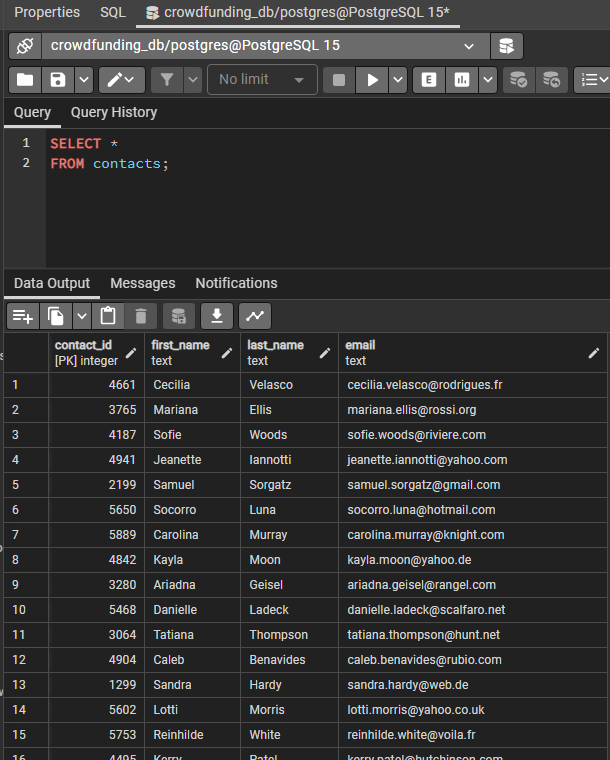 Properties SQL crowdfunding_db/postgres@PostgreSQL 15*
crowdfunding_db/postgres@PostgreSQL 15
No limit E
Query Query History
1 SELECT *
2 FROM contacts;
Data Output Messages Notifications
contact_id first_name last_name email
[PK] integer text text text
1 4661 Cecilia Velasco cecilia.velasco@rodrigues.fr
2 3765 Mariana Ellis mariana.ellis@rossi.org
3 4187 Sofie Woods sofie.woods@riviere.com
4 4941 Jeanette Iannotti jeanette.iannotti@yahoo.com
5 2199 Samuel Sorgatz samuel.sorgatz@gmail.com
6 5650 Socorro Luna socorro.luna@hotmail.com
7 5889 Carolina Murray carolina.murray@knight.com
8 4842 Kayla Moon kayla.moon@yahoo.de
9 3280 Ariadna Geisel ariadna.geisel@rangel.com
10 5468 Danielle Ladeck danielle.ladeck@scalfaro.net
11 3064 Tatiana Thompson tatiana.thompson@hunt.net
12 4904 Caleb Benavides caleb.benavides@rubio.com
13 1299 Sandra Hardy sandra.hardy@web.de
14 5602 Lotti Morris lotti.morris@yahoo.co.uk
15 5753 Reinhilde White reinhilde.white@voila.fr
16 4495 Kerry Patel kerry.patel@hutchinson.com